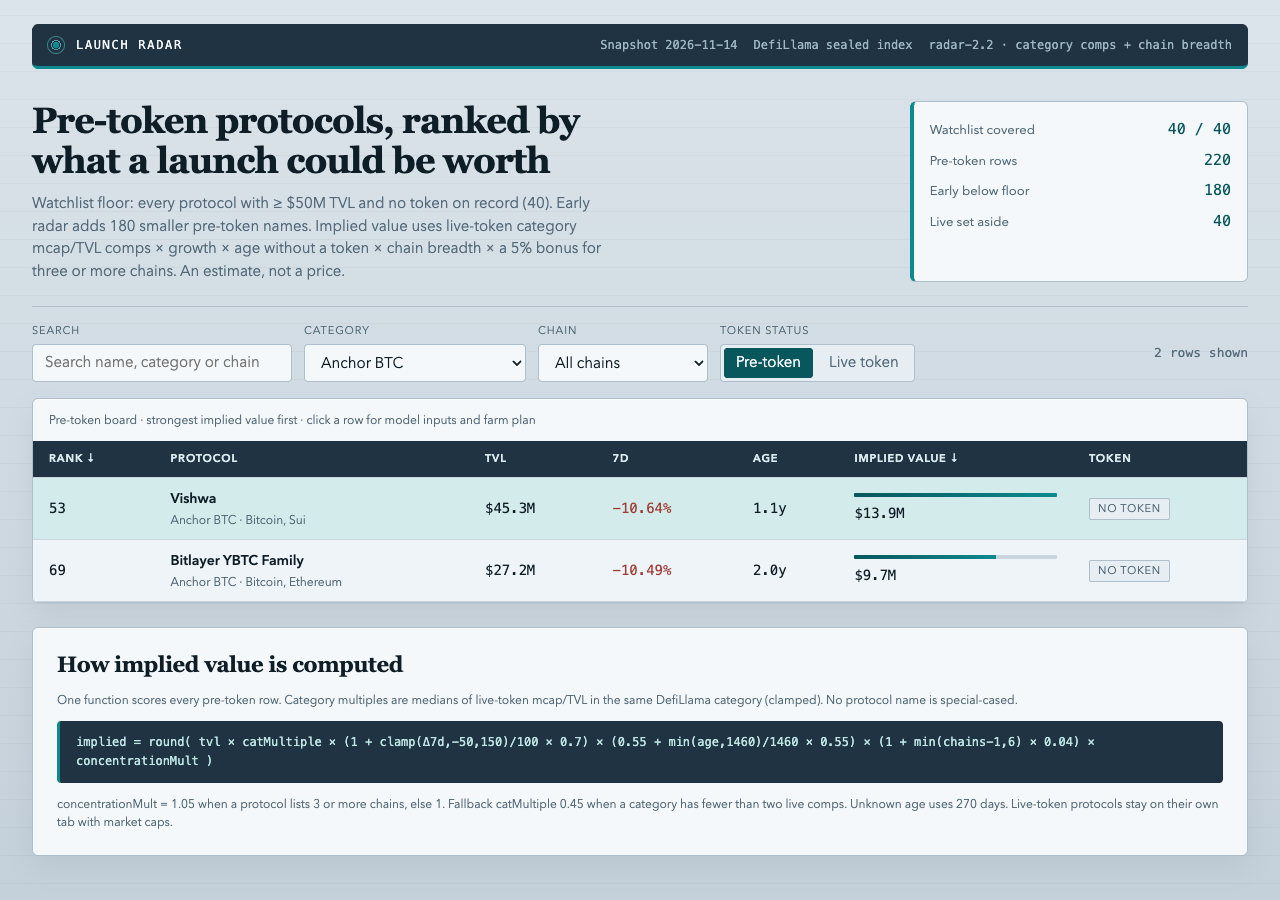 LAUNCH RADAR
Snapshot 2026-11-14 DefiLlama sealed index radar-2.2 · category comps + chain breadth
Pre-token protocols, ranked by
what a launch could be worth
Watchlist floor: every protocol with ≥ $50M TVL and no token on record (40). Early
radar adds 180 smaller pre-token names. Implied value uses live-token category
mcap/TVL comps × growth × age without a token × chain breadth × a 5% bonus for
three or more chains. An estimate, not a price.
Watchlist covered 40 / 40
Pre-token rows 220
Early below floor 180
Live set aside 40
SEARCH CATEGORY CHAIN TOKEN STATUS
Search name, category or chain Anchor BTC All chains Pre-token Live token
2 rows shown
Pre-token board · strongest implied value first · click a row for model inputs and farm plan
RANK ↓ PROTOCOL TVL 7D AGE IMPLIED VALUE ↓ TOKEN
53 Vishwa $45.3M −10.64% 1.1y $13.9M NO TOKEN
Anchor BTC · Bitcoin, Sui
69 Bitlayer YBTC Family $27.2M −10.49% 2.0y $9.7M NO TOKEN
Anchor BTC · Bitcoin, Ethereum
How implied value is computed
One function scores every pre-token row. Category multiples are medians of live-token mcap/TVL in the same DefiLlama category (clamped). No protocol name is special-cased.
implied = round( tvl × catMultiple × (1 + clamp(Δ7d,−50,150)/100 × 0.7) × (0.55 + min(age,1460)/1460 × 0.55) × (1 + min(chains−1,6) × 0.04) ×
concentrationMult )
concentrationMult = 1.05 when a protocol lists 3 or more chains, else 1. Fallback catMultiple 0.45 when a category has fewer than two live comps. Unknown age uses 270 days. Live-token protocols stay on their own
tab with market caps.